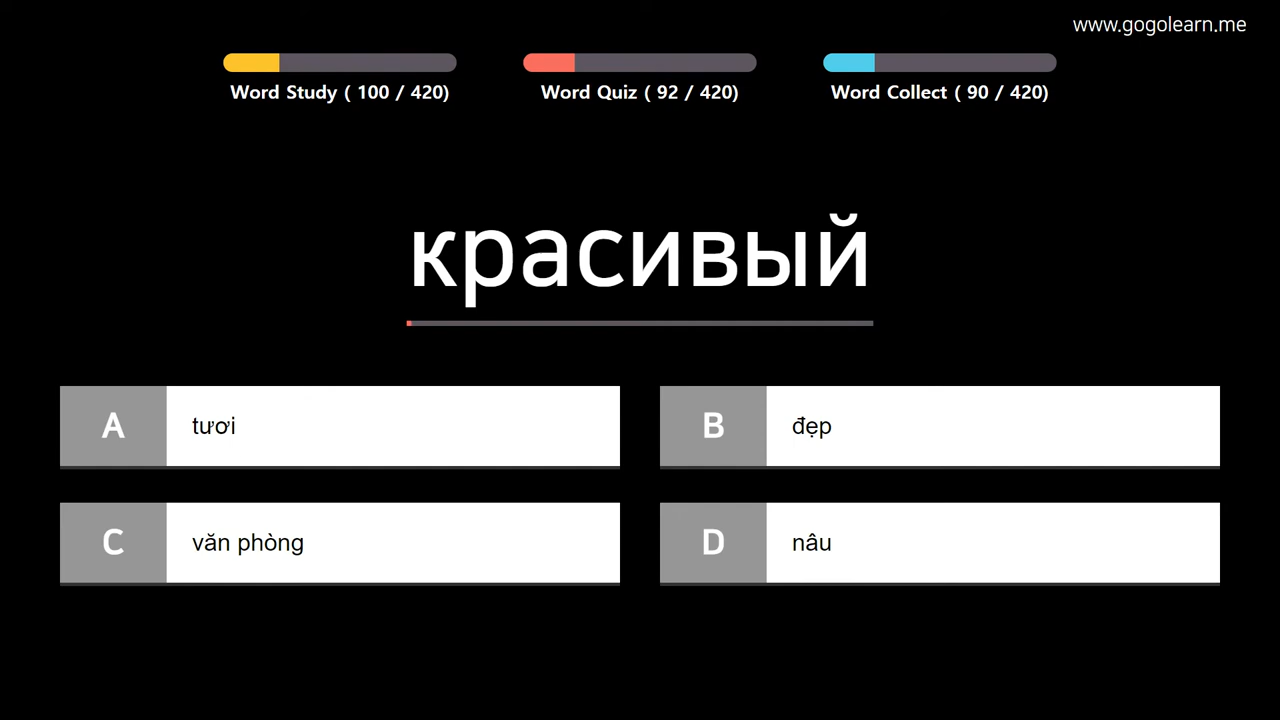 www.gogolearn.me
Word Study ( 100 / 420)
Word Quiz ( 92 / 420)
Word Collect ( 90 / 420)
красивый
A tươi
B đẹp
C văn phòng
D nâu